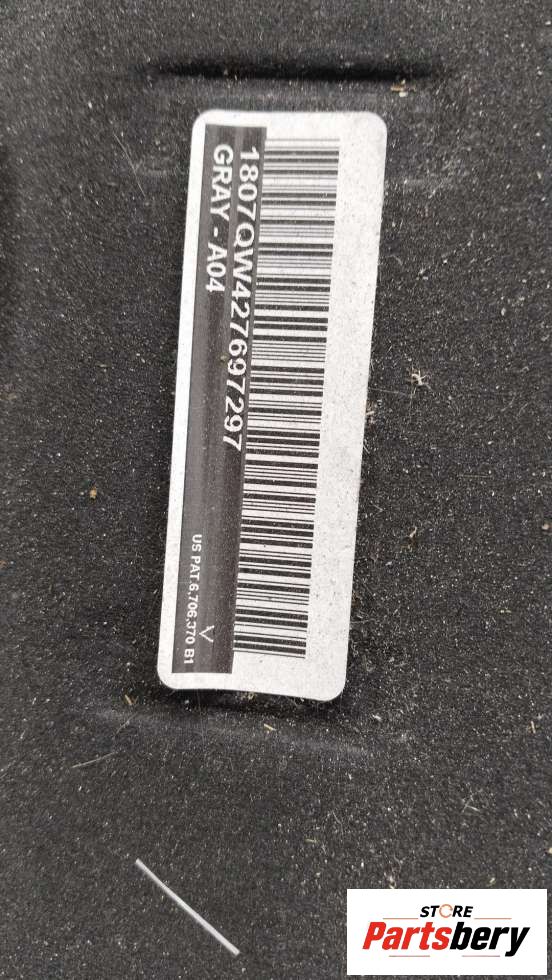 1807QW427697297
GRAY - A04
US PAT.6,706,370 B1
STORE
Partsbery